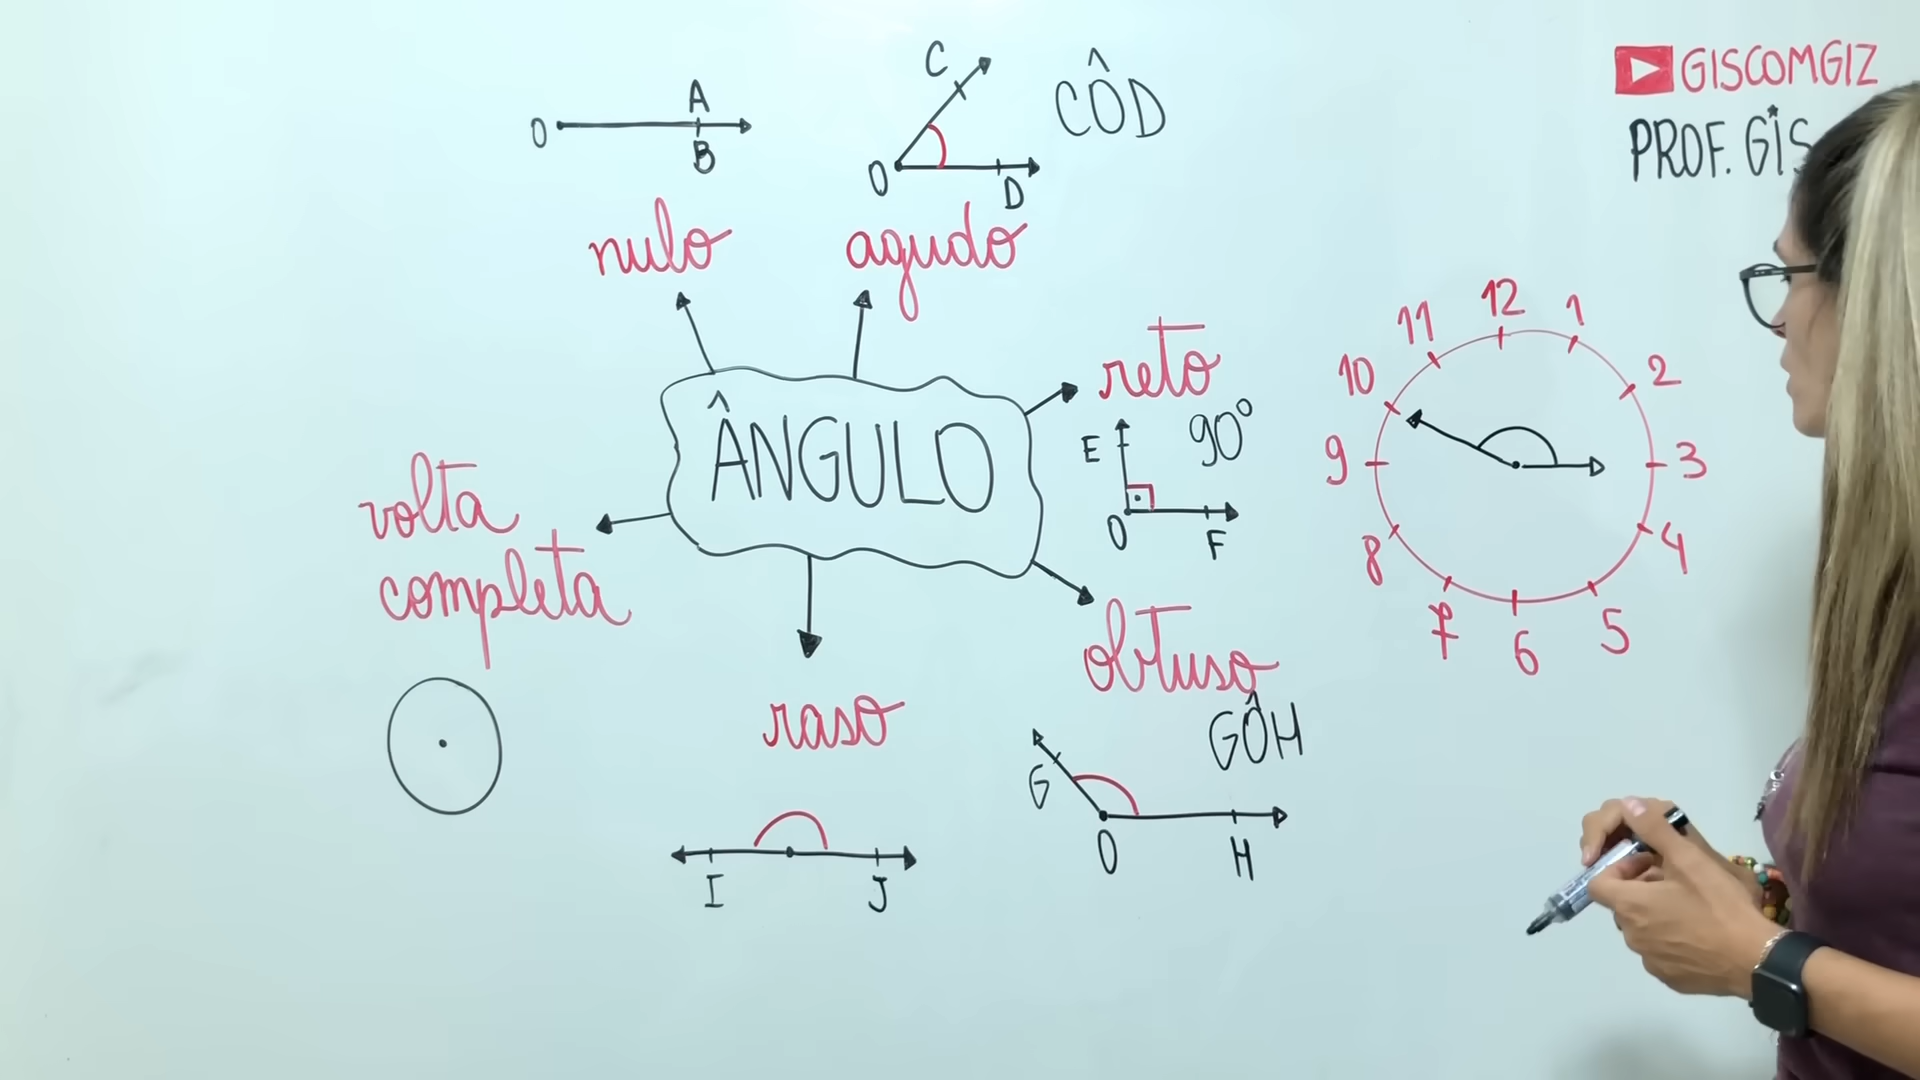 GISCOMGIZ
PROF. GIS
O
A
B
nulo
C
O
D
CÔD
agudo
ÂNGULO
reto
90°
E
O
F
obtuso
GÔH
G
O
H
raso
I
J
volta
completa
12
1
2
3
4
5
6
7
8
9
10
11